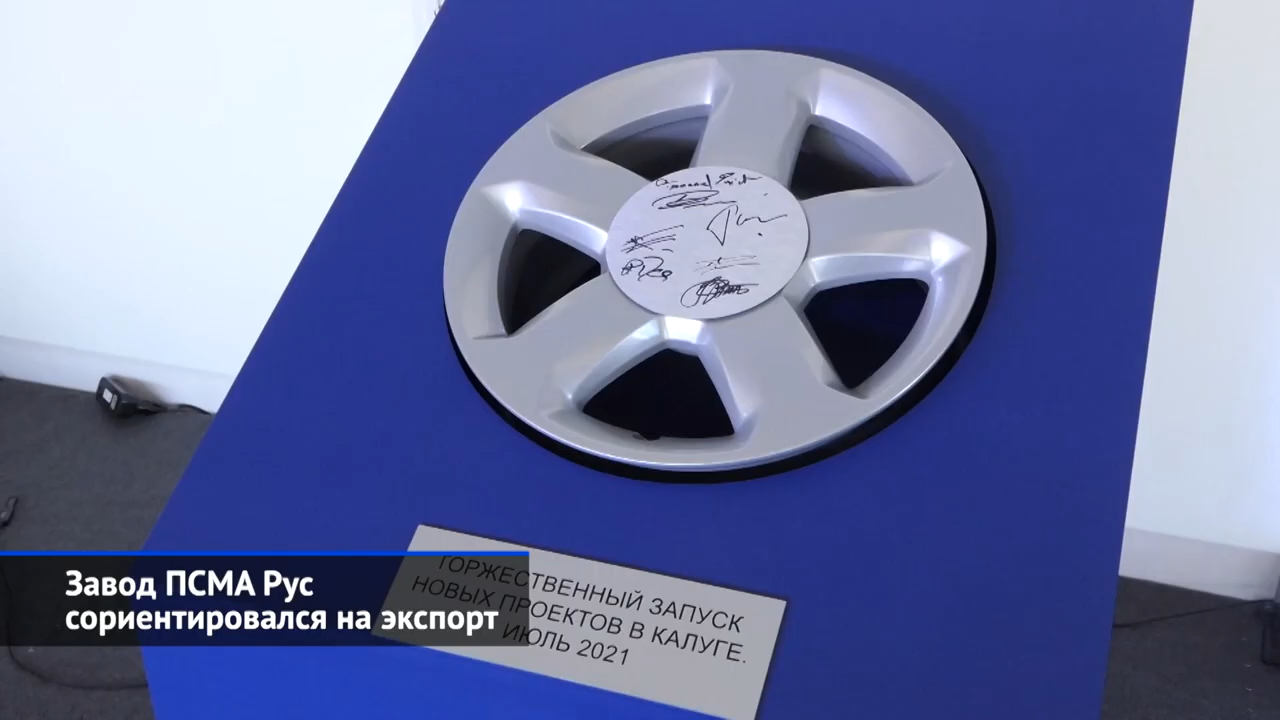 Завод ПСМА Рус
сориентировался на экспорт
ТОРЖЕСТВЕННЫЙ ЗАПУСК
НОВЫХ ПРОЕКТОВ В КАЛУГЕ.
ИЮЛЬ 2021